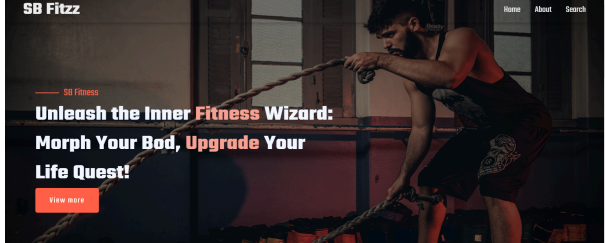 SB Fitzz
Home About Search
SB Fitness
Unleash the Inner Fitness Wizard:
Morph Your Bod, Upgrade Your
Life Quest!
View more